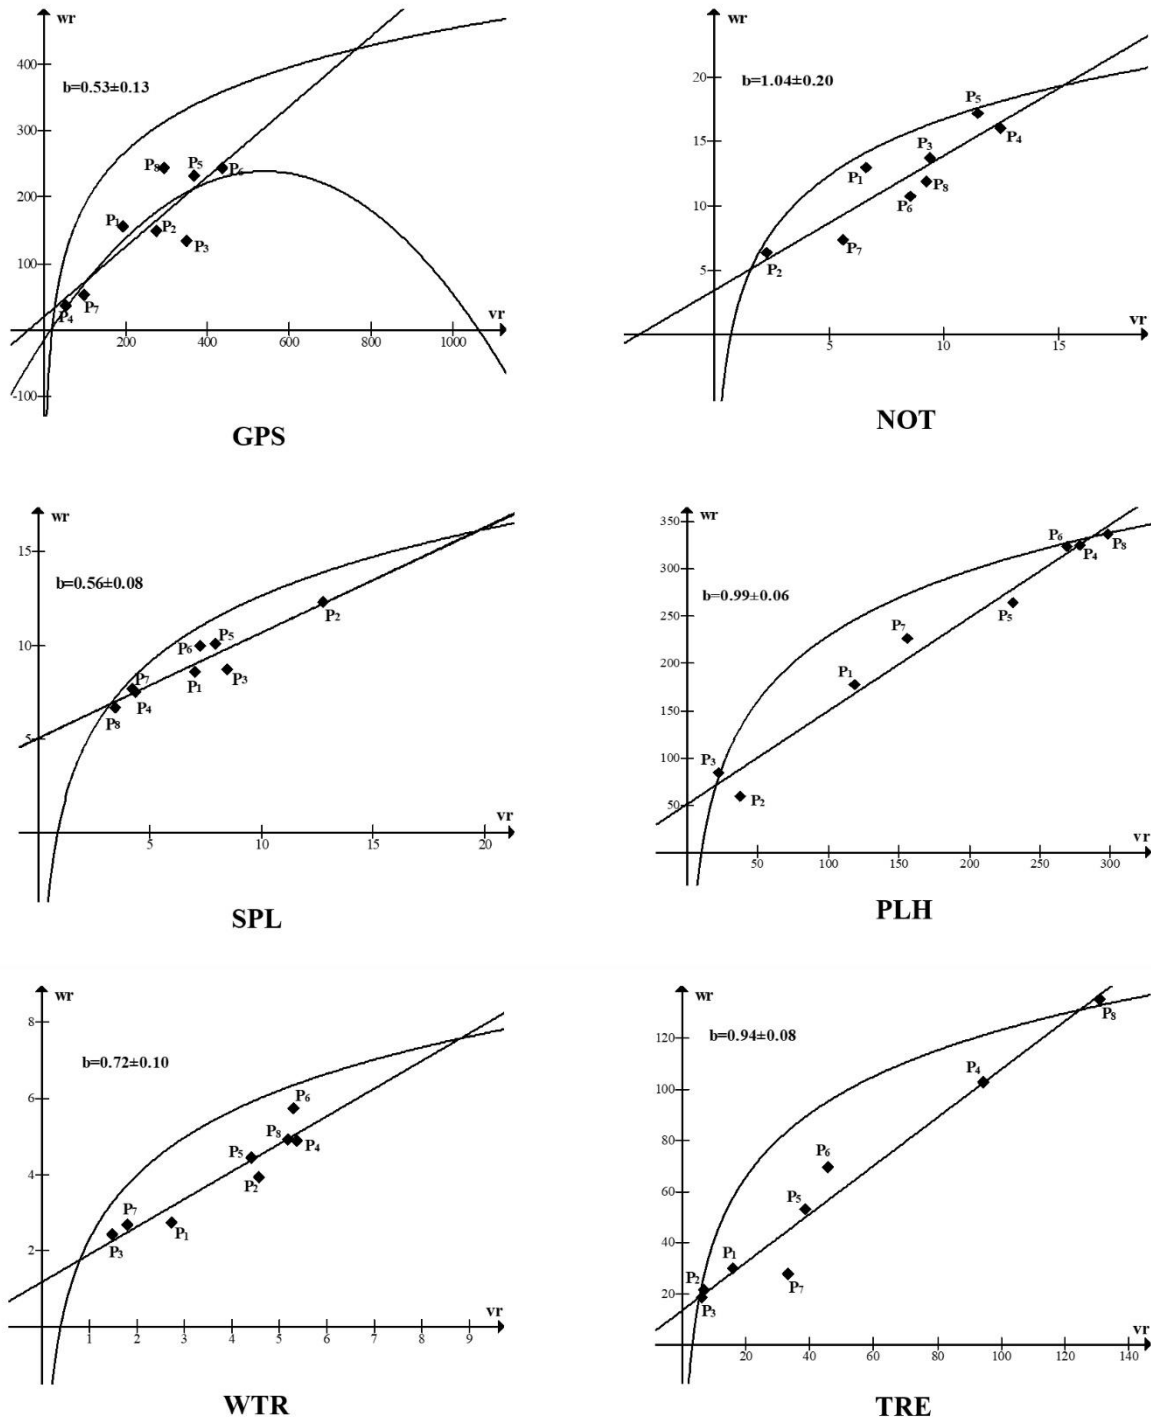 wr
400
b=0.53±0.13
300
P8 P5 P6
200
P1 P2
P3
100
P7
P4
vr
200 400 600 800 1000
-100
GPS
wr
20
b=1.04±0.20
P5
15
P4
P3
P1
P8
10
P6
P7
5
P2
vr
5 10 15
NOT
wr
15
b=0.56±0.08
P2
10
P6 P5
P1 P3
P7
P4
P8
5
vr
5 10 15 20
SPL
wr
350
P6 P4 P8
300
b=0.99±0.06
250
P5
P7
200
P1
150
100
P3
P2
50
vr
50 100 150 200 250 300
PLH
wr
8
b=0.72±0.10
6
P6
P8 P4
P5
4
P2
P7
P1
P3
2
vr
1 2 3 4 5 6 7 8 9
WTR
wr
P8
120
b=0.94±0.08
P4
100
80
P6
60
P5
40
P1
P7
P2
20
P3
vr
20 40 60 80 100 120 140
TRE